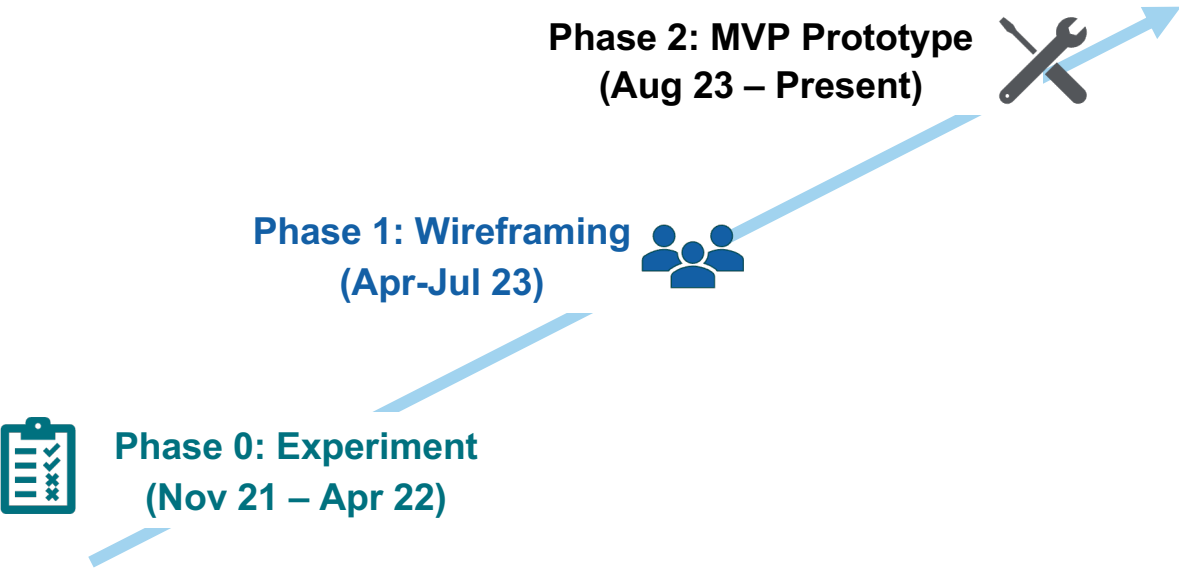 Phase 2: MVP Prototype
(Aug 23 – Present)
Phase 1: Wireframing
(Apr-Jul 23)
Phase 0: Experiment
(Nov 21 – Apr 22)